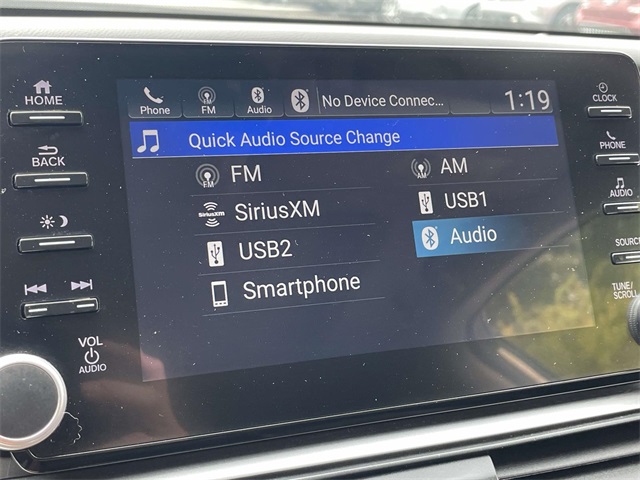 HOME
BACK
VOL
AUDIO
Phone FM Audio No Device Connec... 1:19
Quick Audio Source Change
FM AM
SiriusXM USB1
USB2 Audio
Smartphone
CLOCK
PHONE
AUDIO
SOURC
TUNE/
SCROLL